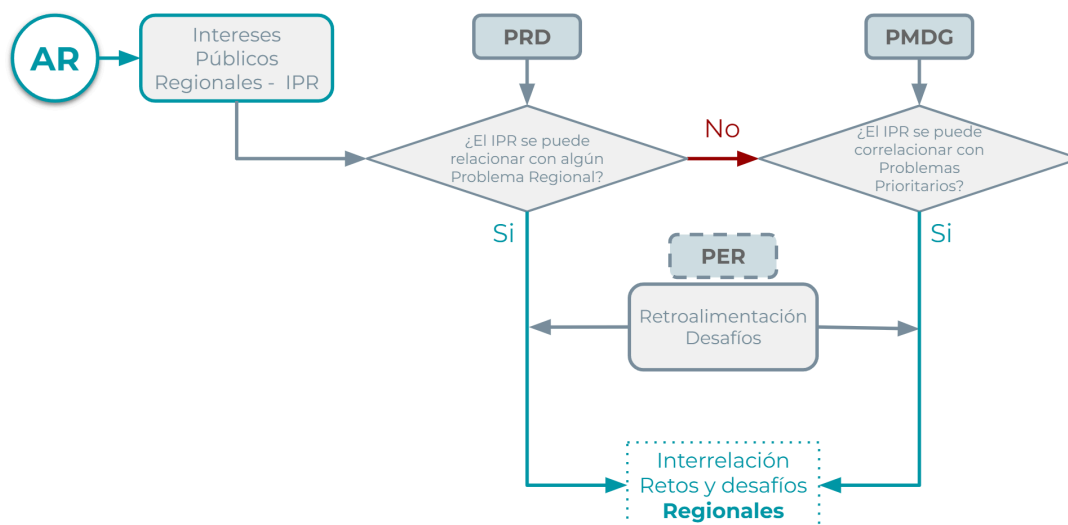 AR
Intereses
Públicos
Regionales - IPR
PRD
PMDG
¿El IPR se puede
relacionar con algún
Problema Regional?
No
¿El IPR se puede
correlacionar con
Problemas
Prioritarios?
Si
Si
PER
Retroalimentación
Desafíos
Interrelación
Retos y desafíos
Regionales